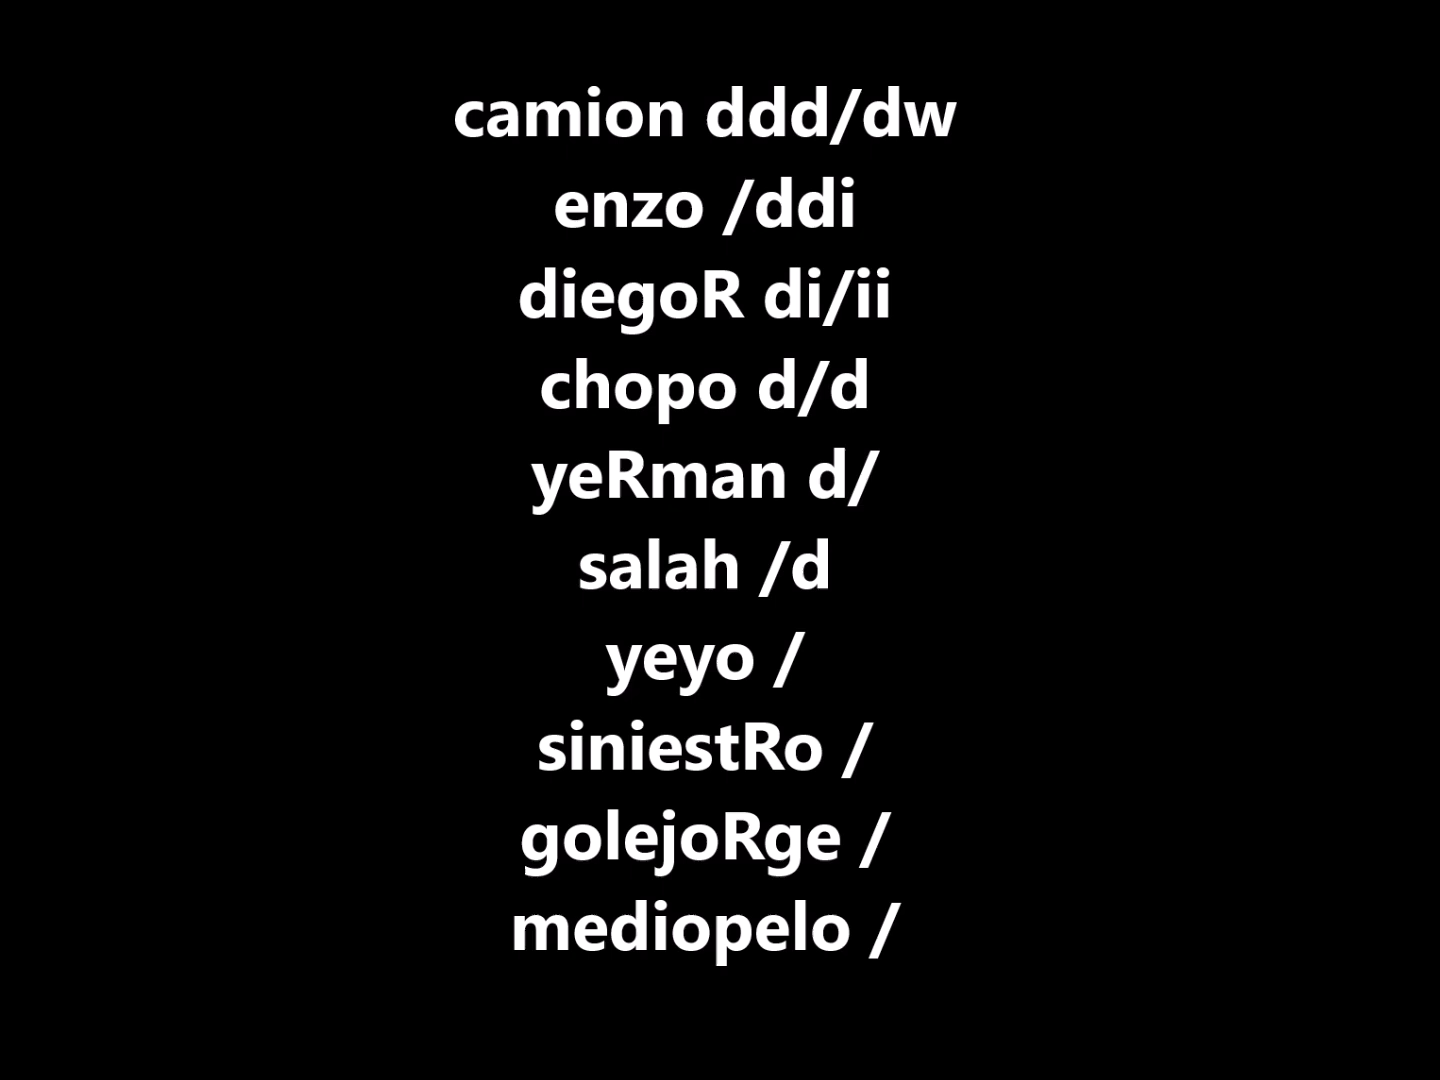 camion ddd/dw
enzo /ddi
diegoR di/ii
chopo d/d
yeRman d/
salah /d
yeyo /
siniestRo /
golejoRge /
mediopelo /